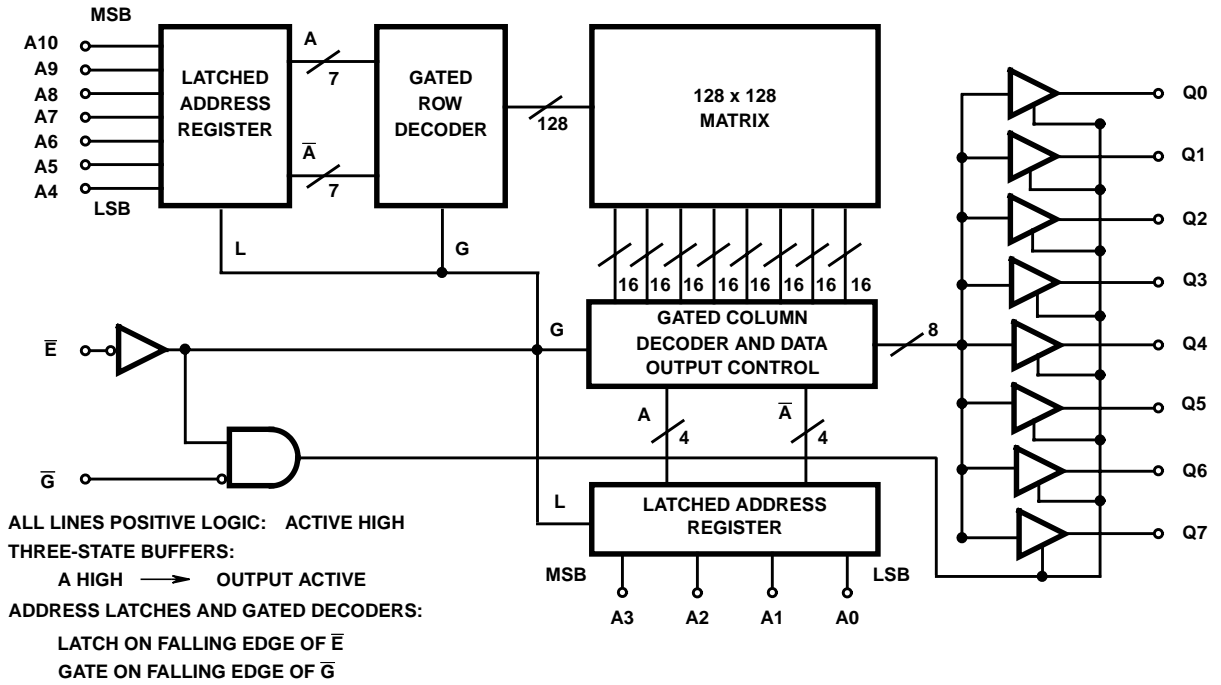 MSB
A10
A9
A8
A7
A6
A5
A4
LSB
LATCHED
ADDRESS
REGISTER
A
7
A̅
7
GATED
ROW
DECODER
128
128 x 128
MATRIX
L
G
16 16 16 16 16 16 16 16
E̅
G
GATED COLUMN
DECODER AND DATA
OUTPUT CONTROL
8
A
4
A̅
4
G̅
L
LATCHED ADDRESS
REGISTER
MSB
LSB
A3
A2
A1
A0
Q0
Q1
Q2
Q3
Q4
Q5
Q6
Q7
ALL LINES POSITIVE LOGIC: ACTIVE HIGH
THREE-STATE BUFFERS:
A HIGH → OUTPUT ACTIVE
ADDRESS LATCHES AND GATED DECODERS:
LATCH ON FALLING EDGE OF E̅
GATE ON FALLING EDGE OF G̅